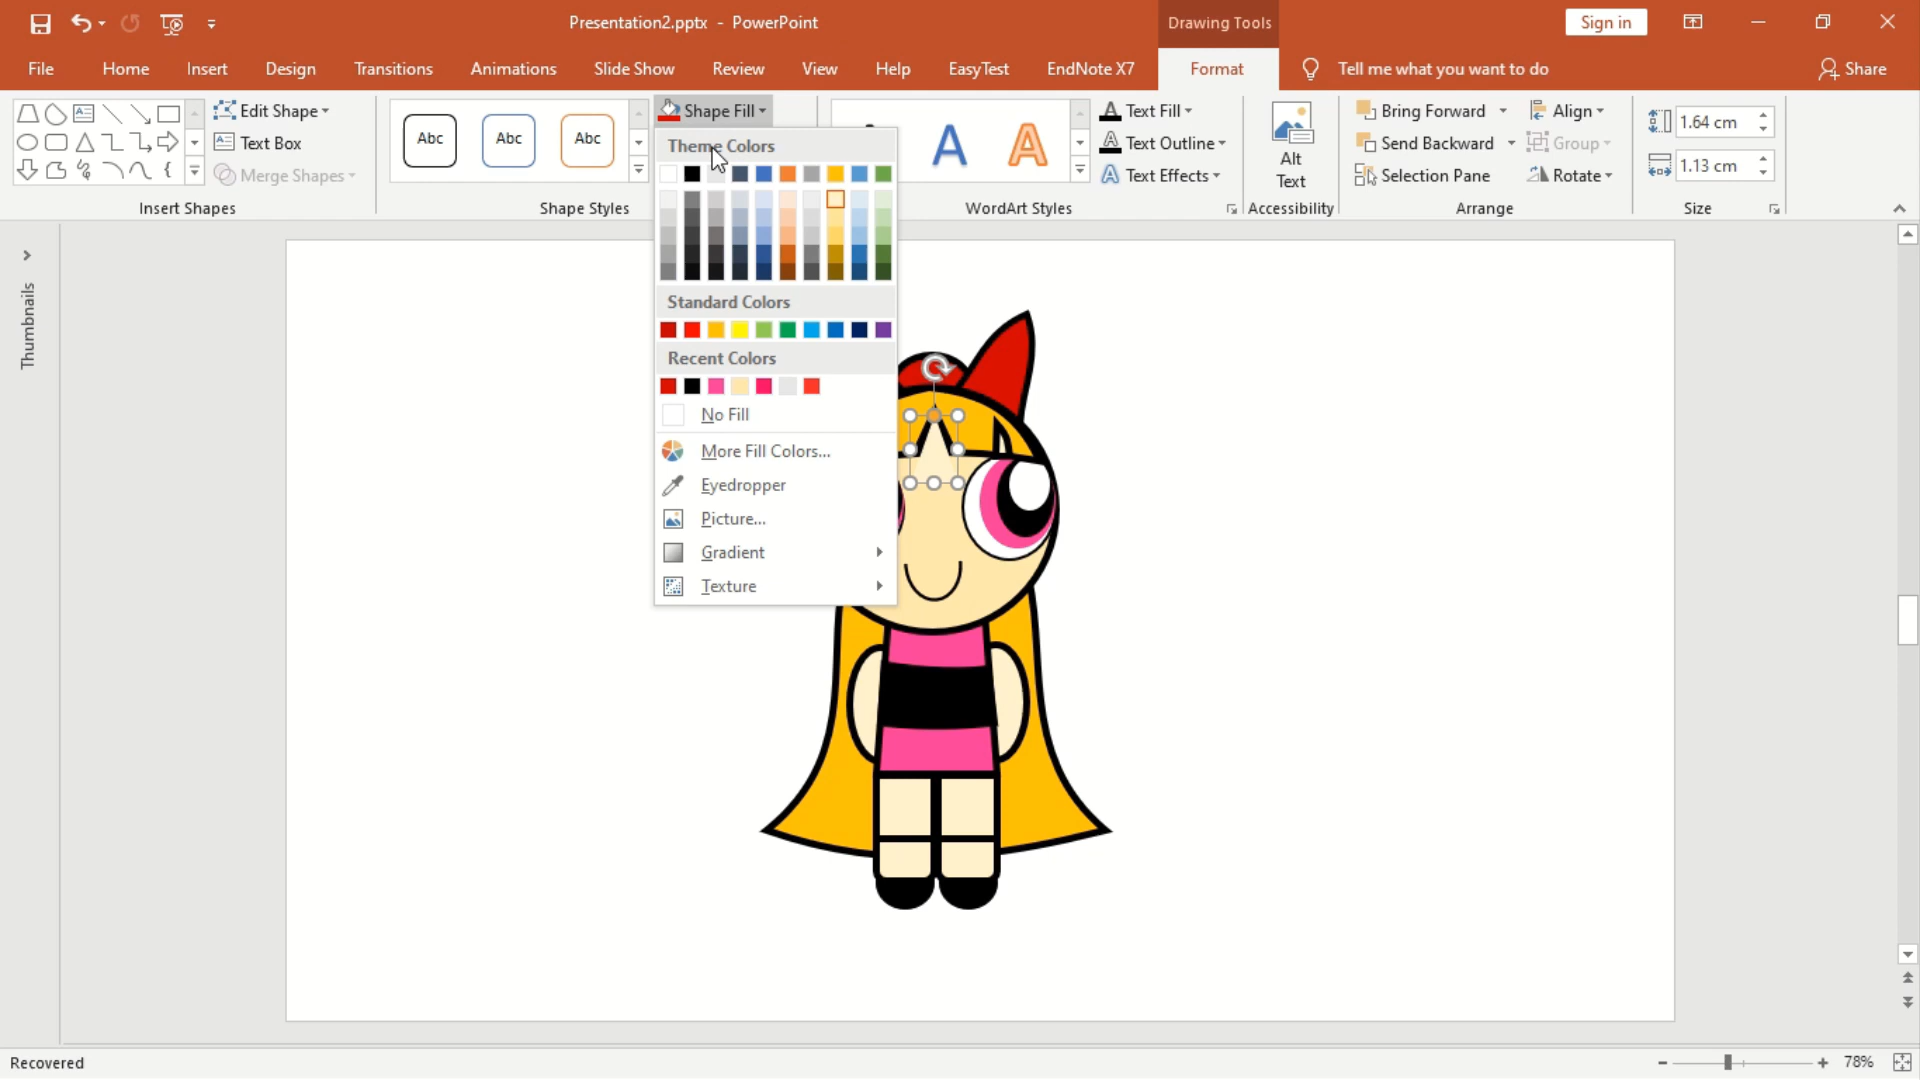 Presentation2.pptx - PowerPoint
Drawing Tools
Sign in
File
Home
Insert
Design
Transitions
Animations
Slide Show
Review
View
Help
EasyTest
EndNote X7
Format
Tell me what you want to do
Share
Edit Shape
Text Box
Merge Shapes
Insert Shapes
Abc
Abc
Abc
Shape Styles
Shape Fill
Theme Colors
Standard Colors
Recent Colors
No Fill
More Fill Colors...
Eyedropper
Picture...
Gradient
Texture
A
A
Text Fill
Text Outline
Text Effects
WordArt Styles
Alt
Text
Accessibility
Bring Forward
Send Backward
Selection Pane
Align
Group
Rotate
Arrange
1.64 cm
1.13 cm
Size
Thumbnails
Recovered
78%